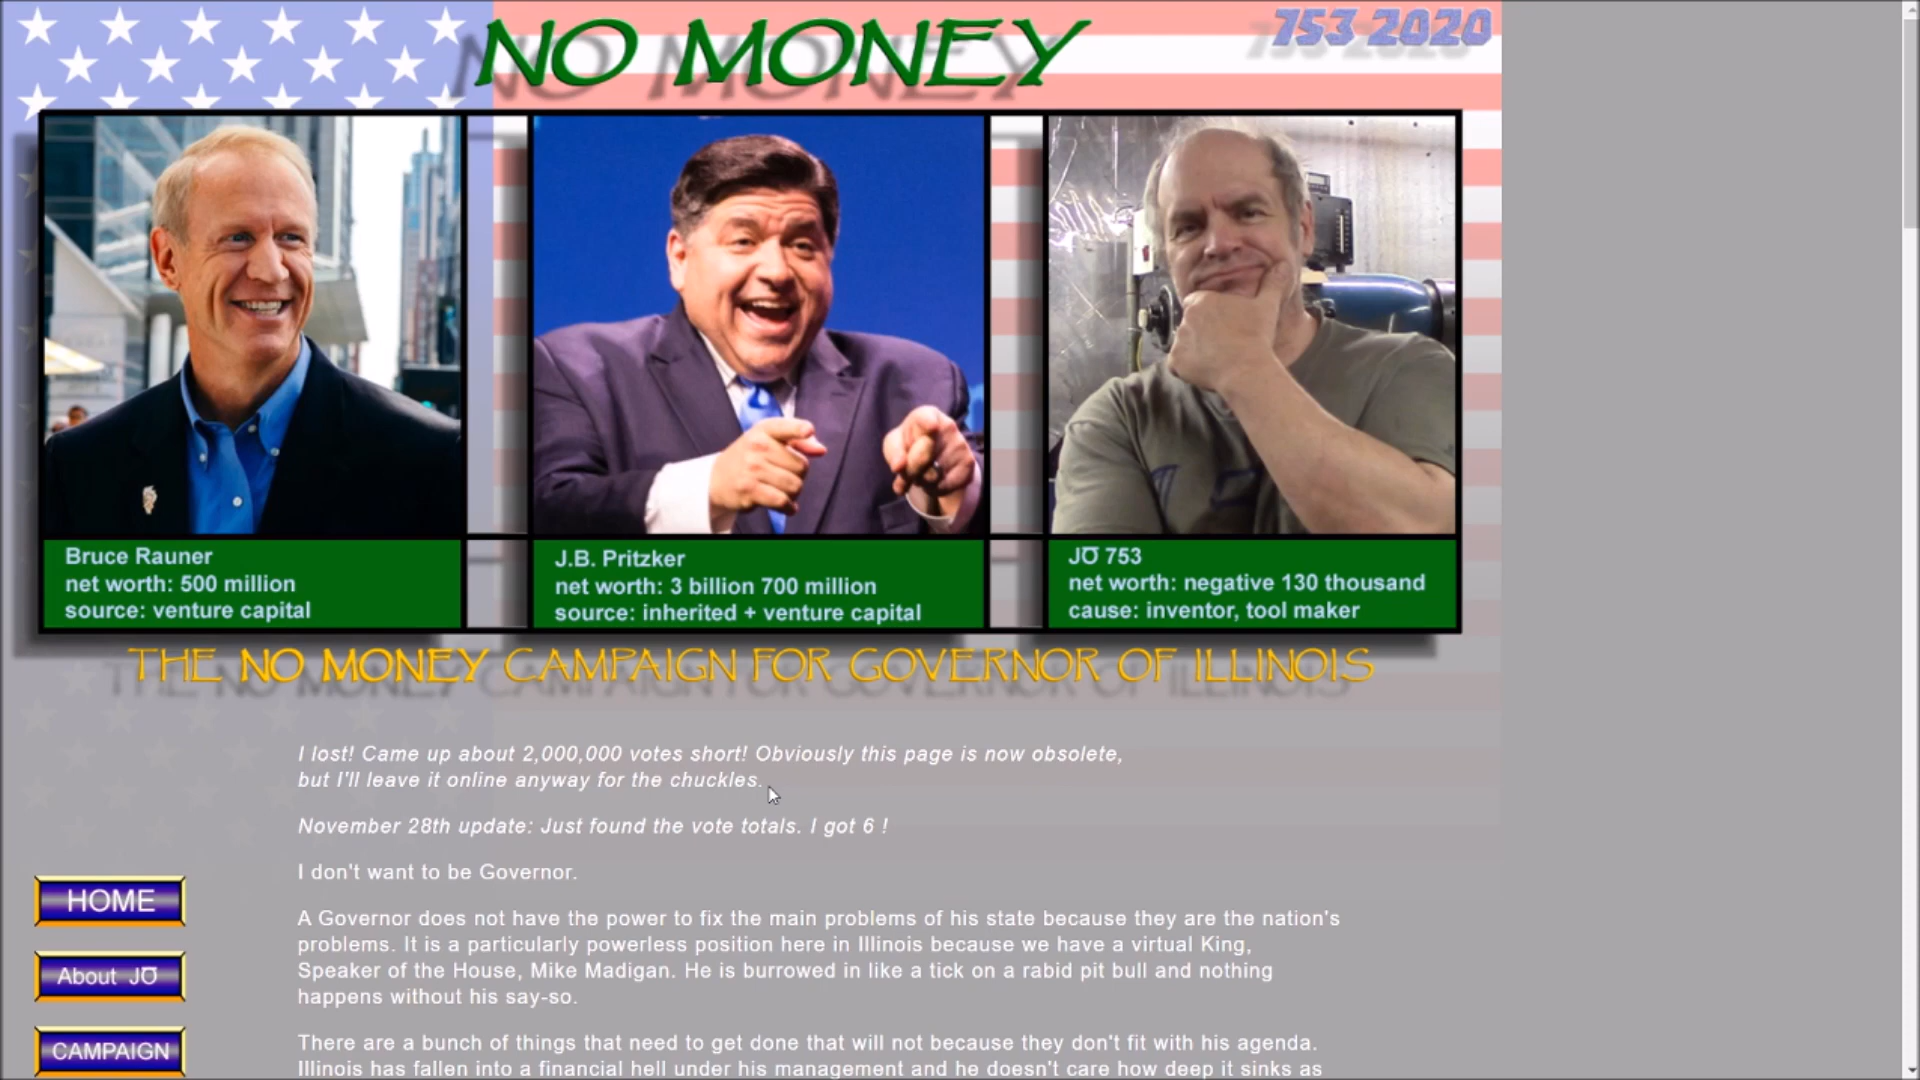 NO MONEY
753 2020
Bruce Rauner
net worth: 500 million
source: venture capital
J.B. Pritzker
net worth: 3 billion 700 million
source: inherited + venture capital
JŌ 753
net worth: negative 130 thousand
cause: inventor, tool maker
THE NO MONEY CAMPAIGN FOR GOVERNOR OF ILLINOIS
I lost! Came up about 2,000,000 votes short! Obviously this page is now obsolete,
but I'll leave it online anyway for the chuckles.
November 28th update: Just found the vote totals. I got 6 !
I don't want to be Governor.
A Governor does not have the power to fix the main problems of his state because they are the nation's
problems. It is a particularly powerless position here in Illinois because we have a virtual King,
Speaker of the House, Mike Madigan. He is burrowed in like a tick on a rabid pit bull and nothing
happens without his say-so.
There are a bunch of things that need to get done that will not because they don't fit with his agenda.
Illinois has fallen into a financial hell under his management and he doesn't care how deep it sinks as
HOME
About JŌ
CAMPAIGN